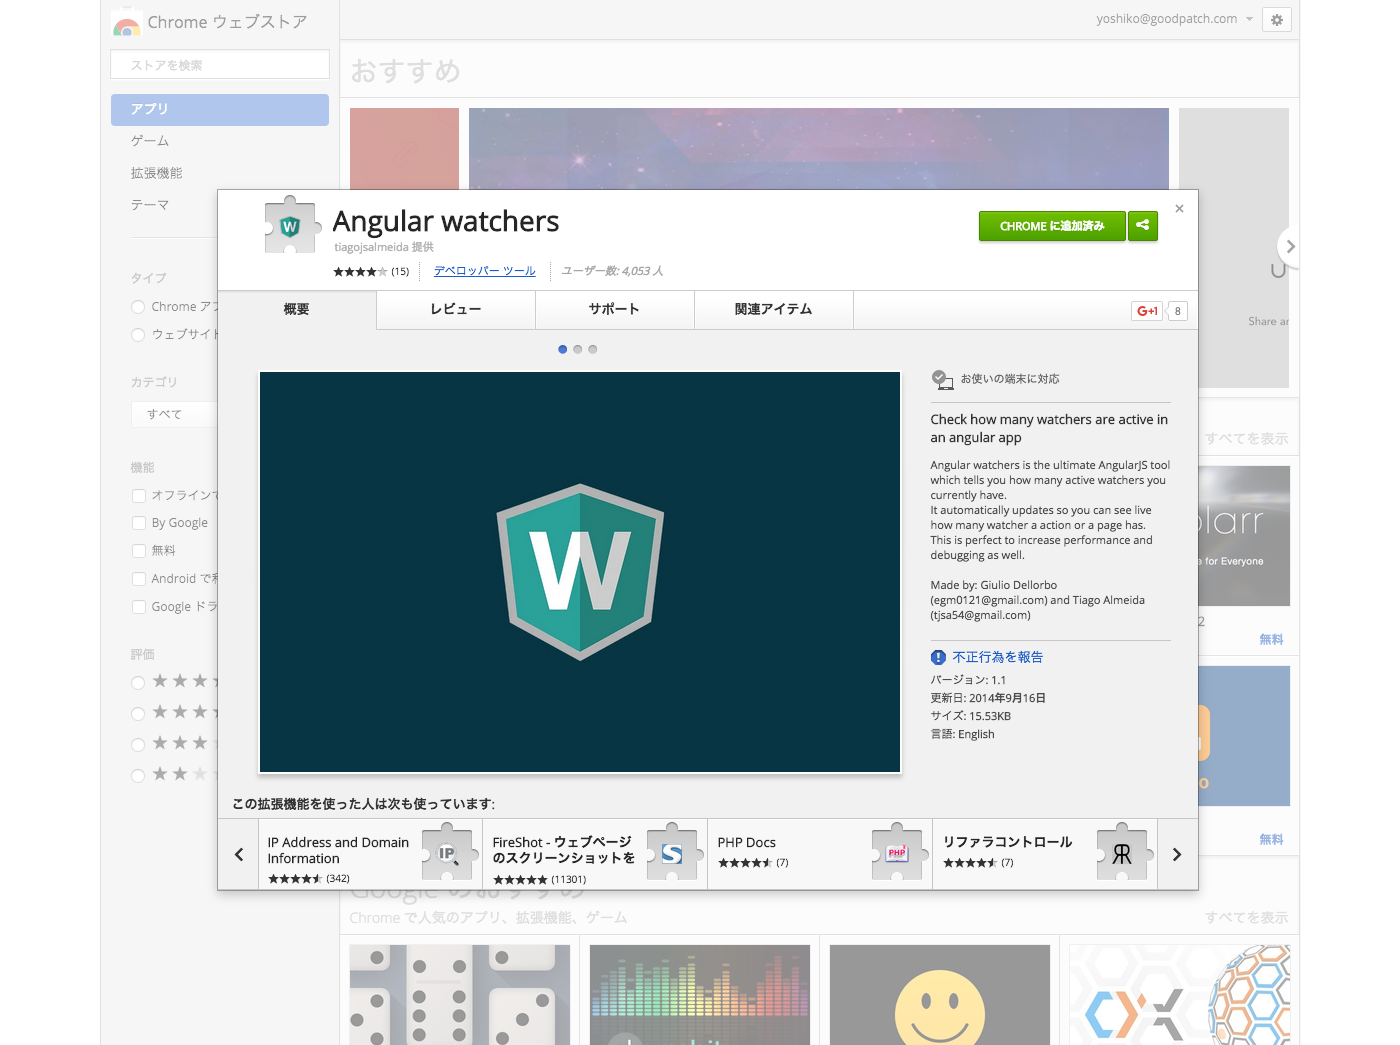 Chrome ウェブストア
yoshiko@goodpatch.com
ストアを検索
おすすめ
アプリ
ゲーム
拡張機能
テーマ
タイプ
Chrome アプ
ウェブサイト
カテゴリ
すべて
機能
オフラインで
By Google
無料
Android で利
Google ドラ
評価
Angular watchers
tiagojsalmeida 提供
(15)
デベロッパー ツール
ユーザー数: 4,053 人
CHROME に追加済み
概要
レビュー
サポート
関連アイテム
G+1
8
W
お使いの端末に対応
Check how many watchers are active in
an angular app
Angular watchers is the ultimate AngularJS tool
which tells you how many active watchers you
currently have.
It automatically updates so you can see live
how many watcher a action or a page has.
This is perfect to increase performance and
debugging as well.
Made by: Giulio Dellorbo
(egm0121@gmail.com) and Tiago Almeida
(tjsa54@gmail.com)
不正行為を報告
バージョン: 1.1
更新日: 2014年9月16日
サイズ: 15.53KB
言語: English
この拡張機能を使った人は次も使っています:
IP Address and Domain
Information
(342)
IP
FireShot - ウェブページ
のスクリーンショットを
(11301)
S
PHP Docs
(7)
PHP
リファラコントロール
(7)
U
Share an
すべてを表示
larr
e for Everyone
2
無料
無料
Google のおすすめ
Chrome で人気のアプリ、拡張機能、ゲーム
すべてを表示